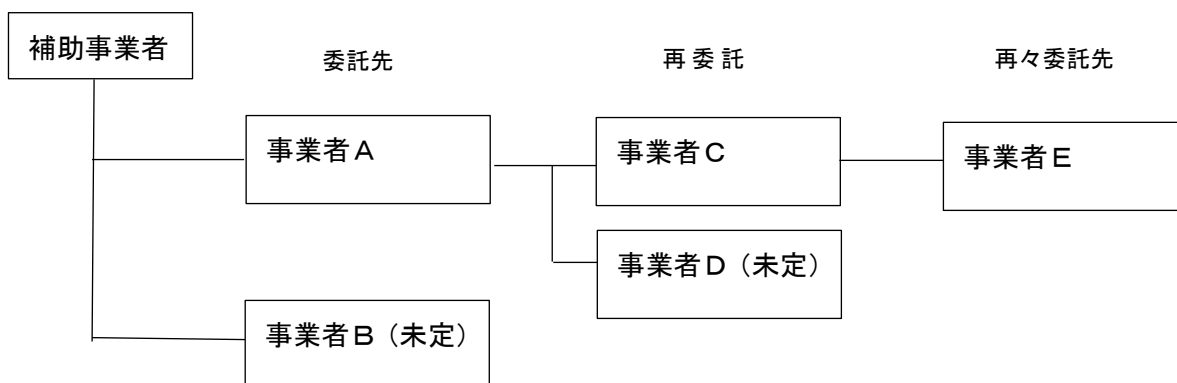 補助事業者
委託先
再委託
再々委託先
事業者A
事業者C
事業者E
事業者D（未定）
事業者B（未定）